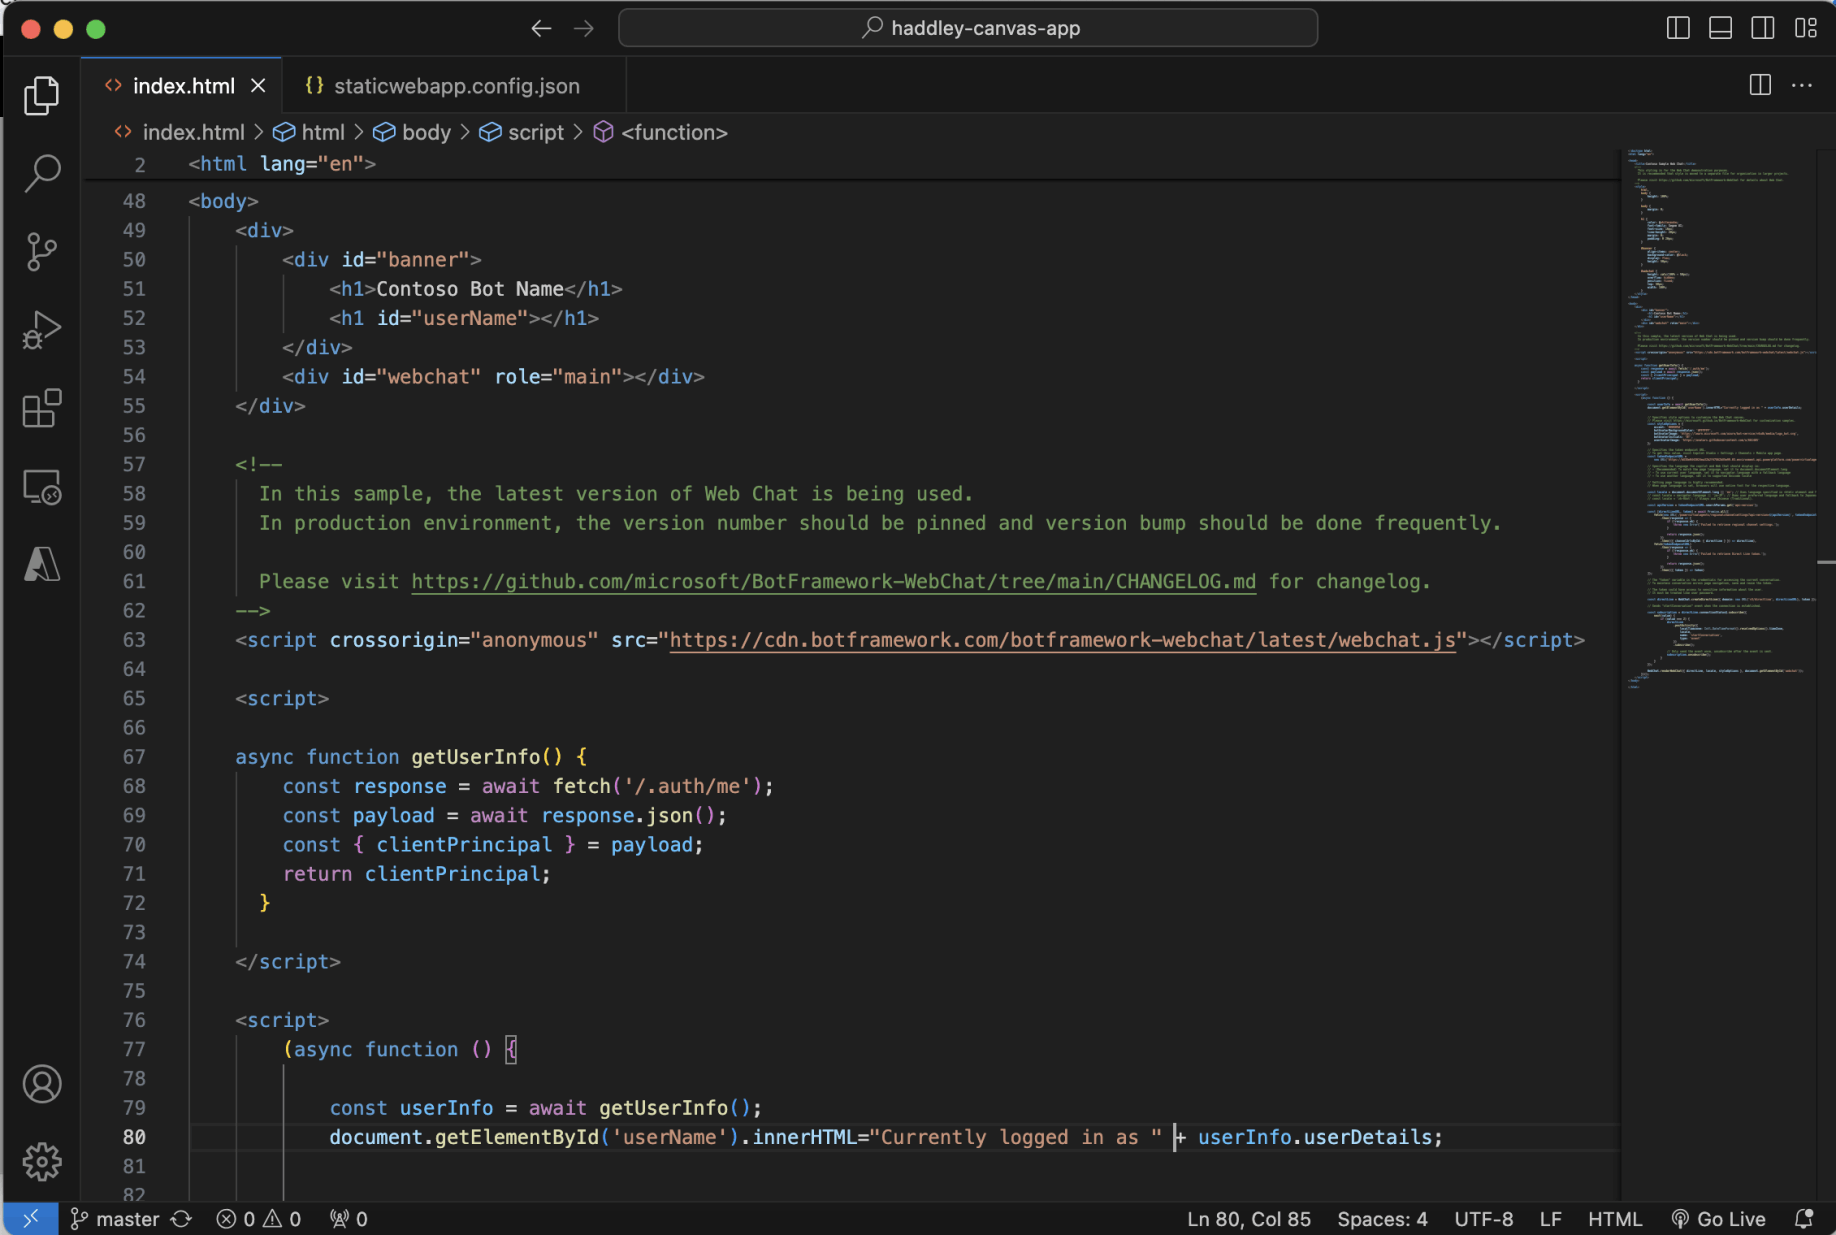 haddley-canvas-app
index.html
{} staticwebapp.config.json
index.html > html > body > script > <function>
2 <html lang="en">
48 <body>
49 <div>
50 <div id="banner">
51 <h1>Contoso Bot Name</h1>
52 <h1 id="userName"></h1>
53 </div>
54 <div id="webchat" role="main"></div>
55 </div>
56
57 <!--
58 In this sample, the latest version of Web Chat is being used.
59 In production environment, the version number should be pinned and version bump should be done frequently.
60
61 Please visit https://github.com/microsoft/BotFramework-WebChat/tree/main/CHANGELOG.md for changelog.
62 -->
63 <script crossorigin="anonymous" src="https://cdn.botframework.com/botframework-webchat/latest/webchat.js"></script>
64
65 <script>
66
67 async function getUserInfo() {
68 const response = await fetch('/.auth/me');
69 const payload = await response.json();
70 const { clientPrincipal } = payload;
71 return clientPrincipal;
72 }
73
74 </script>
75
76 <script>
77 (async function () {
78
79 const userInfo = await getUserInfo();
80 document.getElementById('userName').innerHTML="Currently logged in as " + userInfo.userDetails;
81
82
master 0 0 0 Ln 80, Col 85 Spaces: 4 UTF-8 LF HTML Go Live